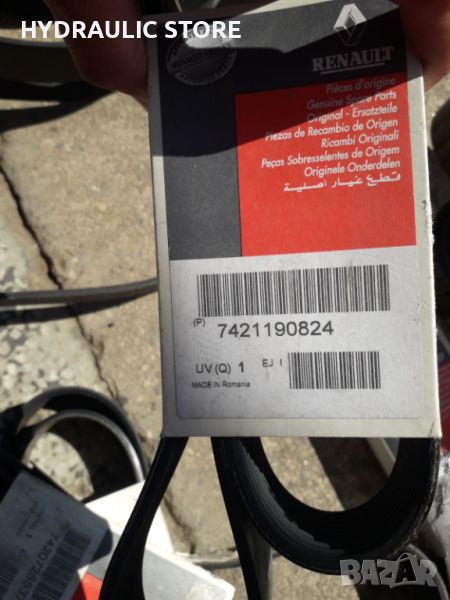 HYDRAULIC STORE
RENAULT
Pièces d'origine
Genuine Spare Parts
Original - Ersatzteile
Piezas de Recambio de Origen
Ricambi Originali
Peças Sobresselentes de Origem
Originele Onderdelen
قطع غيار أصلية
(P) 7421190824
UV (Q) 1 EJ I
MADE IN Romania
BAZAR